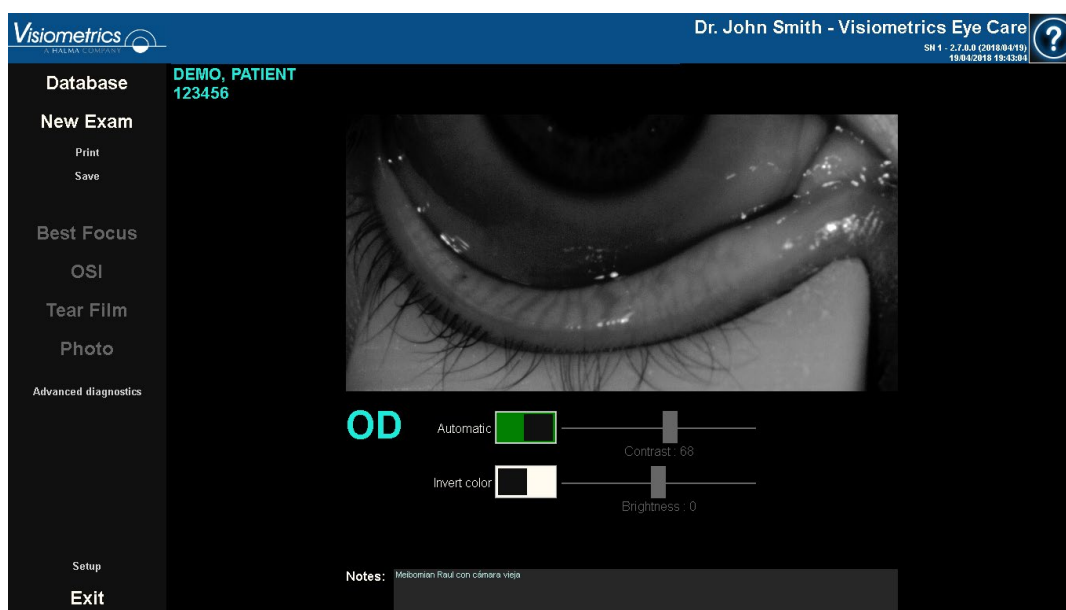 Visiometrics
A HALMA COMPANY
Dr. John Smith - Visiometrics Eye Care
SN 1 - 2.7.0.0 (2018/04/19)
19/04/2018 19:43:04
?
Database
New Exam
Print
Save
Best Focus
OSI
Tear Film
Photo
Advanced diagnostics
Setup
Exit
DEMO, PATIENT
123456
OD
Automatic
Contrast : 68
Invert color
Brightness : 0
Notes:
Meibomian Raul con cámara vieja